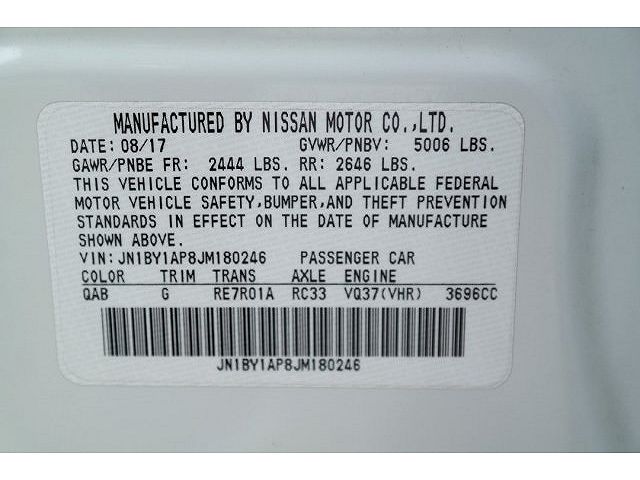 MANUFACTURED BY NISSAN MOTOR CO.,LTD.
DATE: 08/17 GVWR/PNBV: 5006 LBS.
GAWR/PNBE FR: 2444 LBS. RR: 2646 LBS.
THIS VEHICLE CONFORMS TO ALL APPLICABLE FEDERAL
MOTOR VEHICLE SAFETY,BUMPER,AND THEFT PREVENTION
STANDARDS IN EFFECT ON THE DATE OF MANUFACTURE
SHOWN ABOVE.
VIN: JN1BY1AP8JM180246 PASSENGER CAR
COLOR TRIM TRANS AXLE ENGINE
QAB G RE7R01A RC33 VQ37(VHR) 3696CC
JN1BY1AP8JM180246